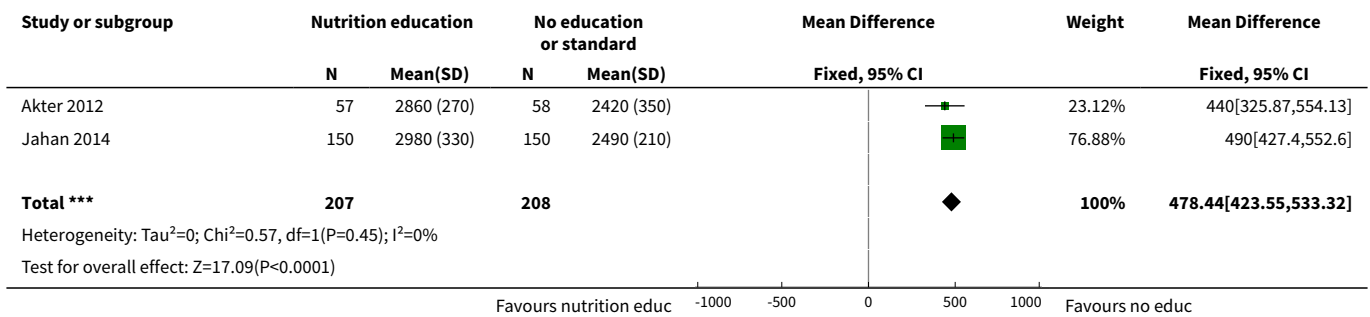 Study or subgroup Nutrition education No education or standard Mean Difference Weight Mean Difference
N Mean(SD) N Mean(SD) Fixed, 95% CI Fixed, 95% CI
Akter 2012 57 2860 (270) 58 2420 (350) 23.12% 440[325.87,554.13]
Jahan 2014 150 2980 (330) 150 2490 (210) 76.88% 490[427.4,552.6]
Total *** 207 208 100% 478.44[423.55,533.32]
Heterogeneity: Tau²=0; Chi²=0.57, df=1(P=0.45); I²=0%
Test for overall effect: Z=17.09(P<0.0001)
Favours nutrition educ -1000 -500 0 500 1000 Favours no educ